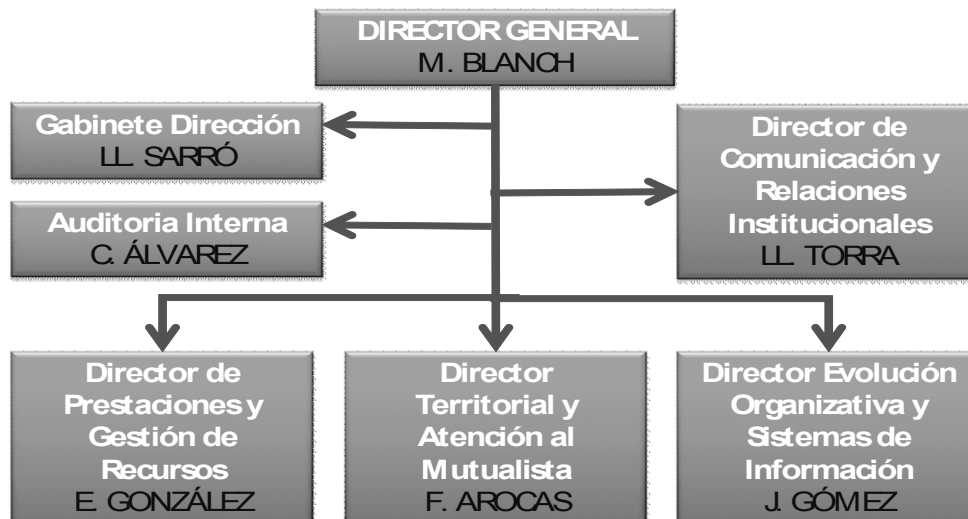 DIRECTOR GENERAL
M. BLANCH
Gabinete Dirección
LL. SARRÓ
Auditoria Interna
C. ÁLVAREZ
Director de
Comunicación y
Relaciones
Institucionales
LL. TORRA
Director de
Prestaciones y
Gestión de
Recursos
E. GONZÁLEZ
Director
Territorial y
Atención al
Mutualista
F. AROCAS
Director Evolución
Organizativa y
Sistemas de
Información
J. GÓMEZ